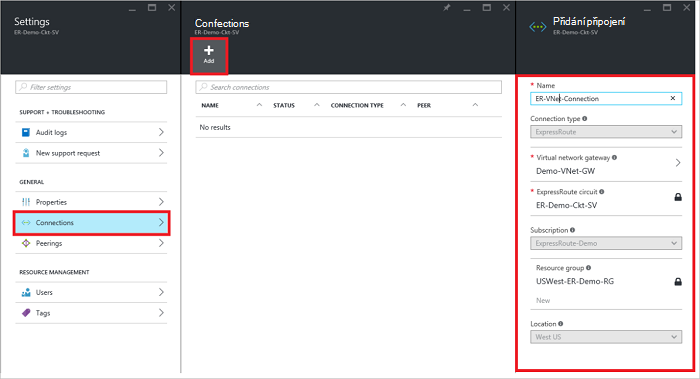 Settings
ER-Demo-Ckt-SV
Filter settings
SUPPORT + TROUBLESHOOTING
Audit logs
New support request
GENERAL
Properties
Connections
Peerings
RESOURCE MANAGEMENT
Users
Tags
Confections
ER-Demo-Ckt-SV
Add
Search connections
NAME STATUS CONNECTION TYPE PEER
No results
Přidání připojení
ER-Demo-Ckt-SV
* Name
ER-VNet-Connection
Connection type
ExpressRoute
* Virtual network gateway
Demo-VNet-GW
* ExpressRoute circuit
ER-Demo-Ckt-SV
Subscription
ExpressRoute-Demo
Resource group
USWest-ER-Demo-RG
New
Location
West US